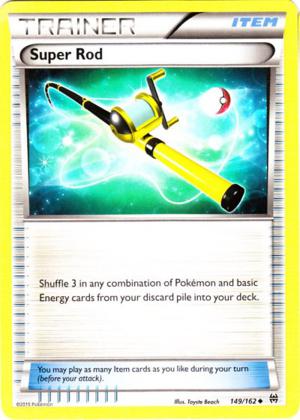 TRAINER
ITEM
Super Rod
Shuffle 3 in any combination of Pokémon and basic
Energy cards from your discard pile into your deck.
You may play as many Item cards as you like during your turn
(before your attack).
©2015 Pokémon
Illus. Toyste Beach
149/162 ◆